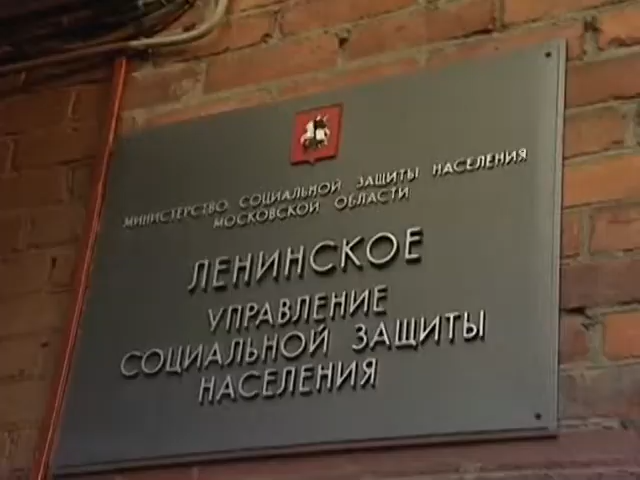 МИНИСТЕРСТВО СОЦИАЛЬНОЙ ЗАЩИТЫ НАСЕЛЕНИЯ
МОСКОВСКОЙ ОБЛАСТИ
ЛЕНИНСКОЕ
УПРАВЛЕНИЕ
СОЦИАЛЬНОЙ ЗАЩИТЫ
НАСЕЛЕНИЯ